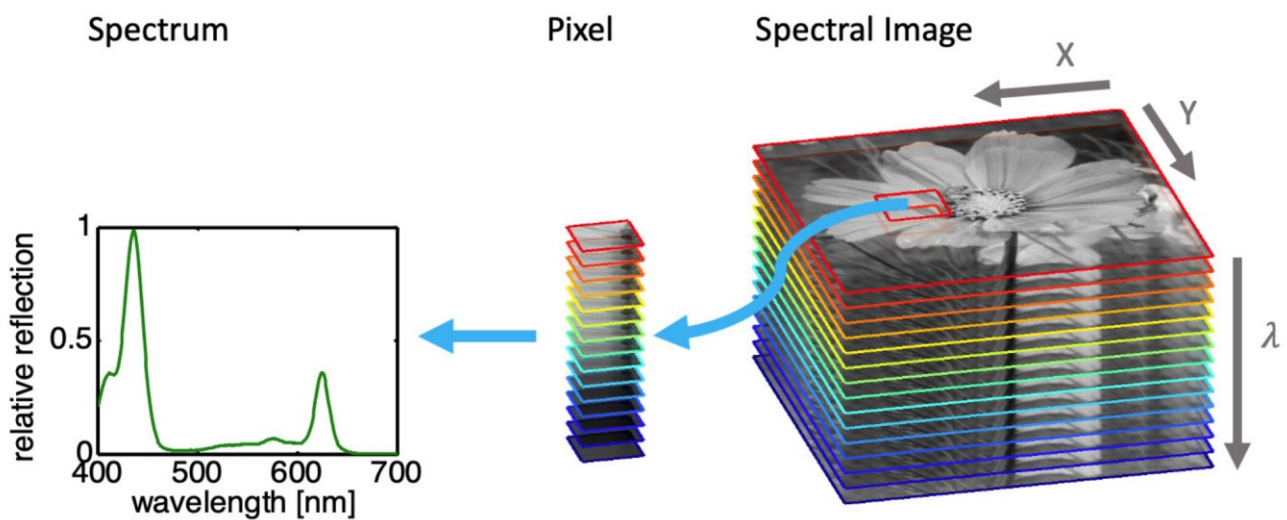 Spectrum
Pixel
Spectral Image
X
Y
λ
relative reflection
1
0.5
0
400
500
600
700
wavelength [nm]